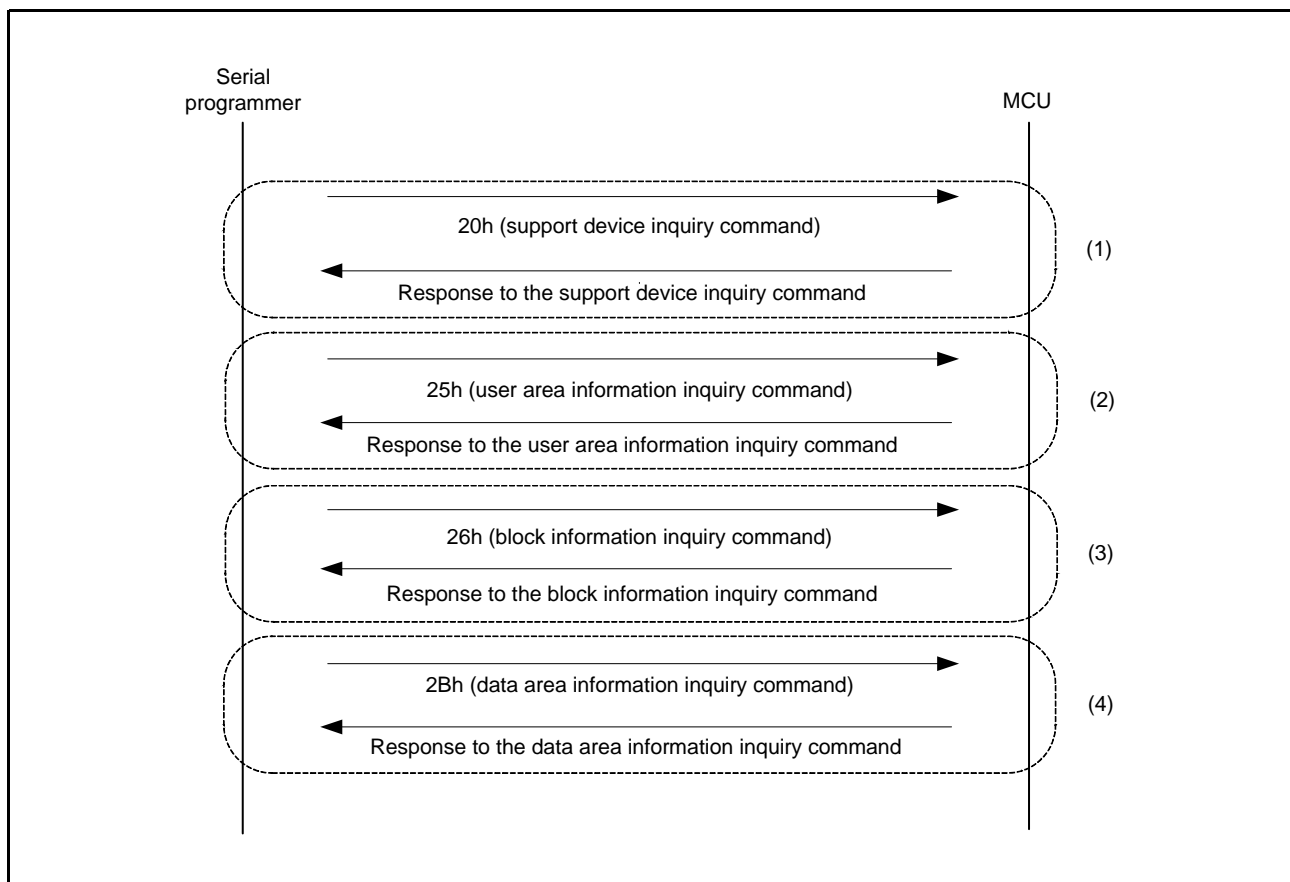 Serial
programmer
MCU
20h (support device inquiry command)
(1)
Response to the support device inquiry command
25h (user area information inquiry command)
(2)
Response to the user area information inquiry command
26h (block information inquiry command)
(3)
Response to the block information inquiry command
2Bh (data area information inquiry command)
(4)
Response to the data area information inquiry command